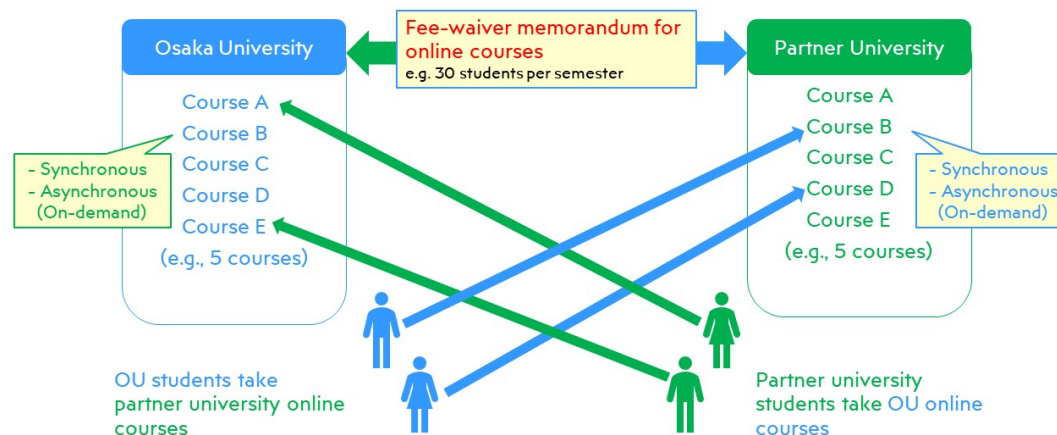 Osaka University
Fee-waiver memorandum for
online courses
e.g. 30 students per semester
Partner University
Course A
Course B
Course C
Course D
Course E
(e.g., 5 courses)
- Synchronous
- Asynchronous
(On-demand)
Course A
Course B
Course C
Course D
Course E
(e.g., 5 courses)
- Synchronous
- Asynchronous
(On-demand)
OU students take
partner university online
courses
Partner university
students take OU online
courses